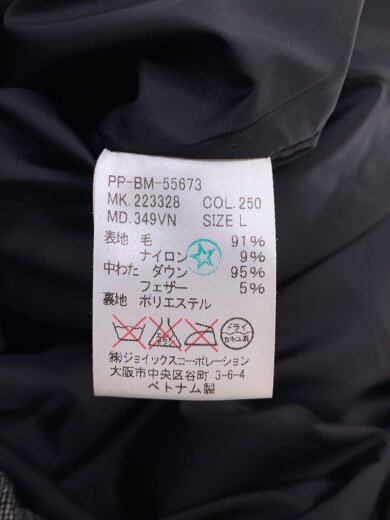 PP-BM-55673
MK. 223328 COL. 250
MD. 349VN SIZE L
表地 毛 91%
ナイロン 9%
中わた ダウン 95%
フェザー 5%
裏地 ポリエステル
ドライ
セキユ系
㈱ジョイックスコーポレーション
大阪市中央区谷町 3-6-4
ベトナム製